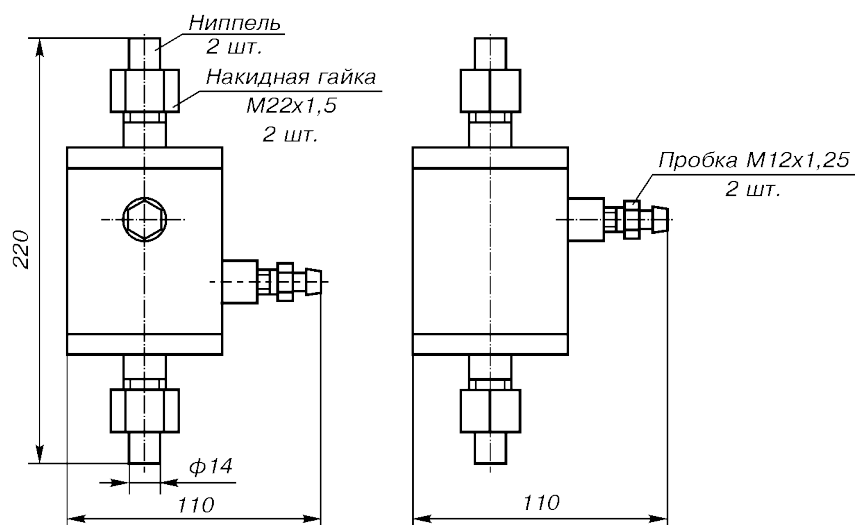 Ниппель
2 шт.
Накидная гайка
М22х1,5
2 шт.
Пробка М12х1,25
2 шт.
220
ф14
110
110